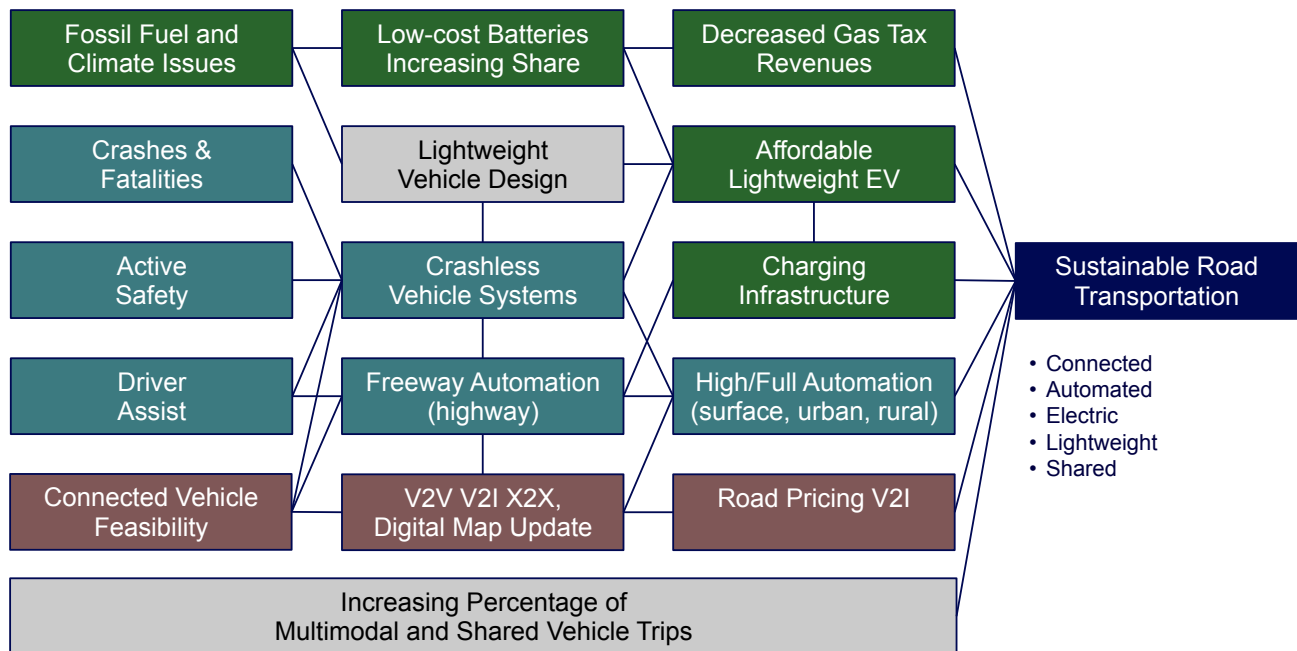 Fossil Fuel and
Climate Issues
Low-cost Batteries
Increasing Share
Decreased Gas Tax
Revenues
Crashes &
Fatalities
Lightweight
Vehicle Design
Affordable
Lightweight EV
Active
Safety
Crashless
Vehicle Systems
Charging
Infrastructure
Sustainable Road
Transportation
Driver
Assist
Freeway Automation
(highway)
High/Full Automation
(surface, urban, rural)
• Connected
• Automated
• Electric
• Lightweight
• Shared
Connected Vehicle
Feasibility
V2V V2I X2X,
Digital Map Update
Road Pricing V2I
Increasing Percentage of
Multimodal and Shared Vehicle Trips